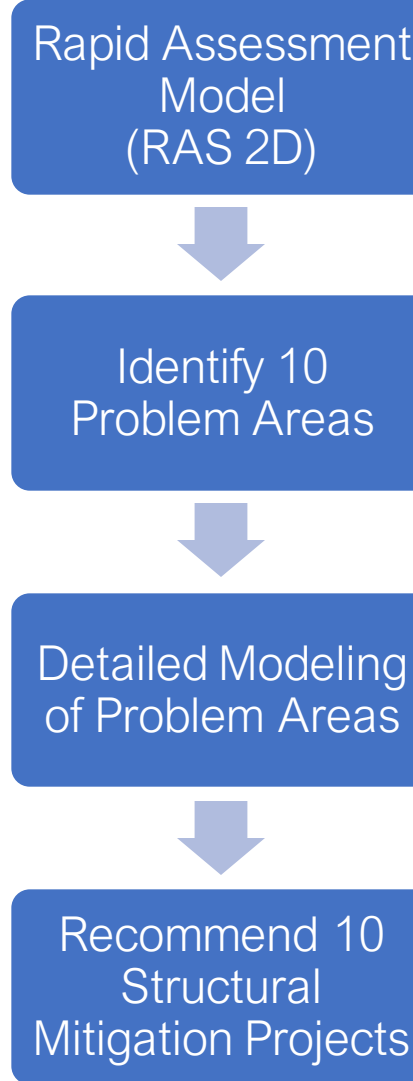 Rapid Assessment
Model
(RAS 2D)
Identify 10
Problem Areas
Detailed Modeling
of Problem Areas
Recommend 10
Structural
Mitigation Projects